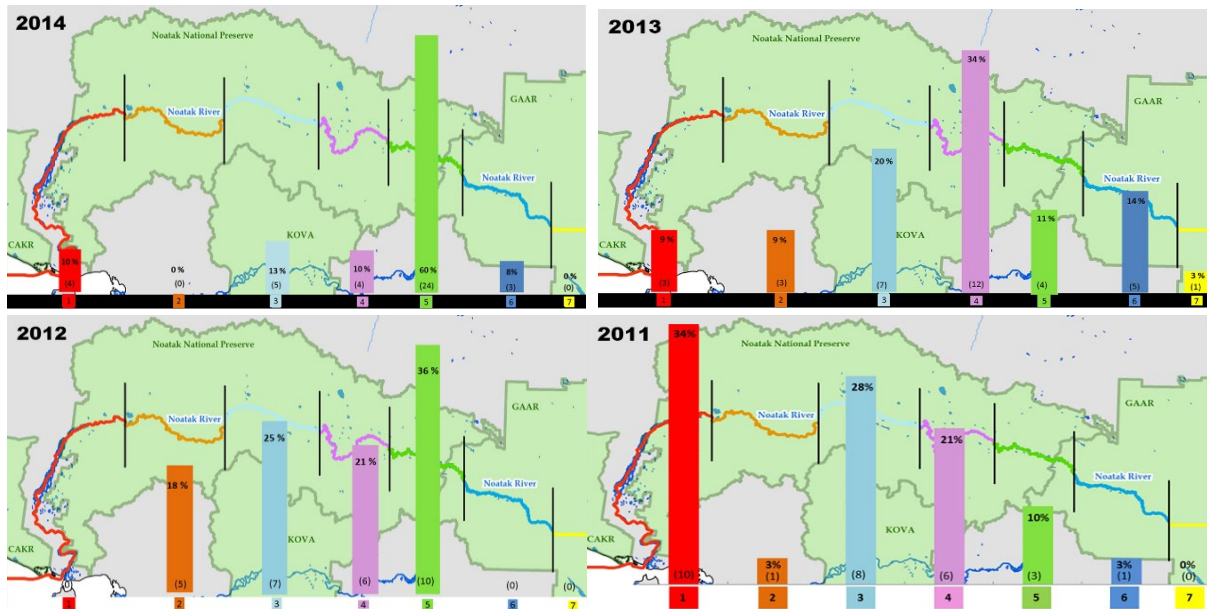 2014
Noatak National Preserve
GAAR
Noatak River
Noatak River
KOVA
CAKR
10 %
(4)
0 %
(0)
13 %
(5)
10 %
(4)
60 %
(24)
8%
(3)
0%
(0)
1 2 3 4 5 6 7
2013
Noatak National Preserve
34 %
GAAR
Noatak River
20 %
Noatak River
14 %
11 %
KOVA
CAKR
9 %
(3)
9 %
(3)
(7)
(12)
(4)
(5)
3 %
(1)
1 2 3 4 5 6 7
2012
Noatak National Preserve
36 %
GAAR
Noatak River
25 %
21 %
18 %
Noatak River
KOVA
CAKR
(0)
(5)
(7)
(6)
(10)
(0)
(0)
1 2 3 4 5 6 7
2011
34%
Noatak National Preserve
28%
GAAR
Noatak River
21%
Noatak River
10%
KOVA
CAKR
(10)
3%
(1)
(8)
(6)
(3)
3%
(1)
0%
(0)
1 2 3 4 5 6 7